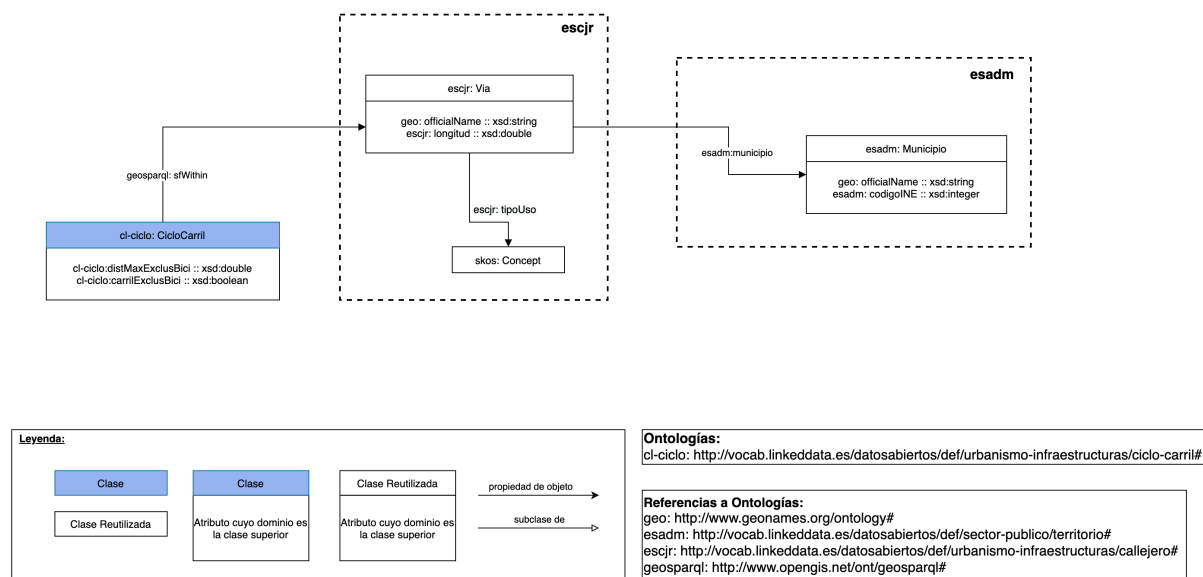 escjr
esadm
escjr: Via
geo: officialName :: xsd:string
escjr: longitud :: xsd:double
esadm:municipio
esadm: Municipio
geo: officialName :: xsd:string
esadm: codigoINE :: xsd:integer
geosparql: sfWithin
escjr: tipoUso
cl-ciclo: CicloCarril
cl-ciclo:distMaxExclusBici :: xsd:double
cl-ciclo:carrilExclusBici :: xsd:boolean
skos: Concept
Leyenda:
Clase
Clase Reutilizada
Clase
Atributo cuyo dominio es
la clase superior
Clase Reutilizada
Atributo cuyo dominio es
la clase superior
propiedad de objeto
subclase de
Ontologías:
cl-ciclo: http://vocab.linkeddata.es/datosabiertos/def/urbanismo-infraestructuras/ciclo-carril#
Referencias a Ontologías:
geo: http://www.geonames.org/ontology#
esadm: http://vocab.linkeddata.es/datosabiertos/def/sector-publico/territorio#
escjr: http://vocab.linkeddata.es/datosabiertos/def/urbanismo-infraestructuras/callejero#
geosparql: http://www.opengis.net/ont/geosparql#